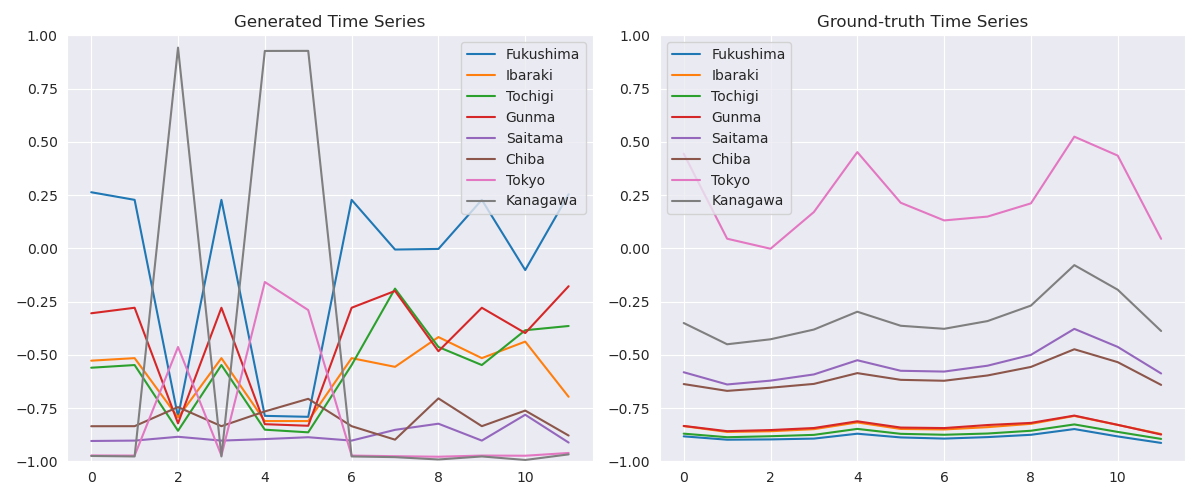 Generated Time Series
1.00
0.75
0.50
0.25
0.00
−0.25
−0.50
−0.75
−1.00
0 2 4 6 8 10
Fukushima
Ibaraki
Tochigi
Gunma
Saitama
Chiba
Tokyo
Kanagawa
Ground-truth Time Series
1.00
0.75
0.50
0.25
0.00
−0.25
−0.50
−0.75
−1.00
0 2 4 6 8 10
Fukushima
Ibaraki
Tochigi
Gunma
Saitama
Chiba
Tokyo
Kanagawa